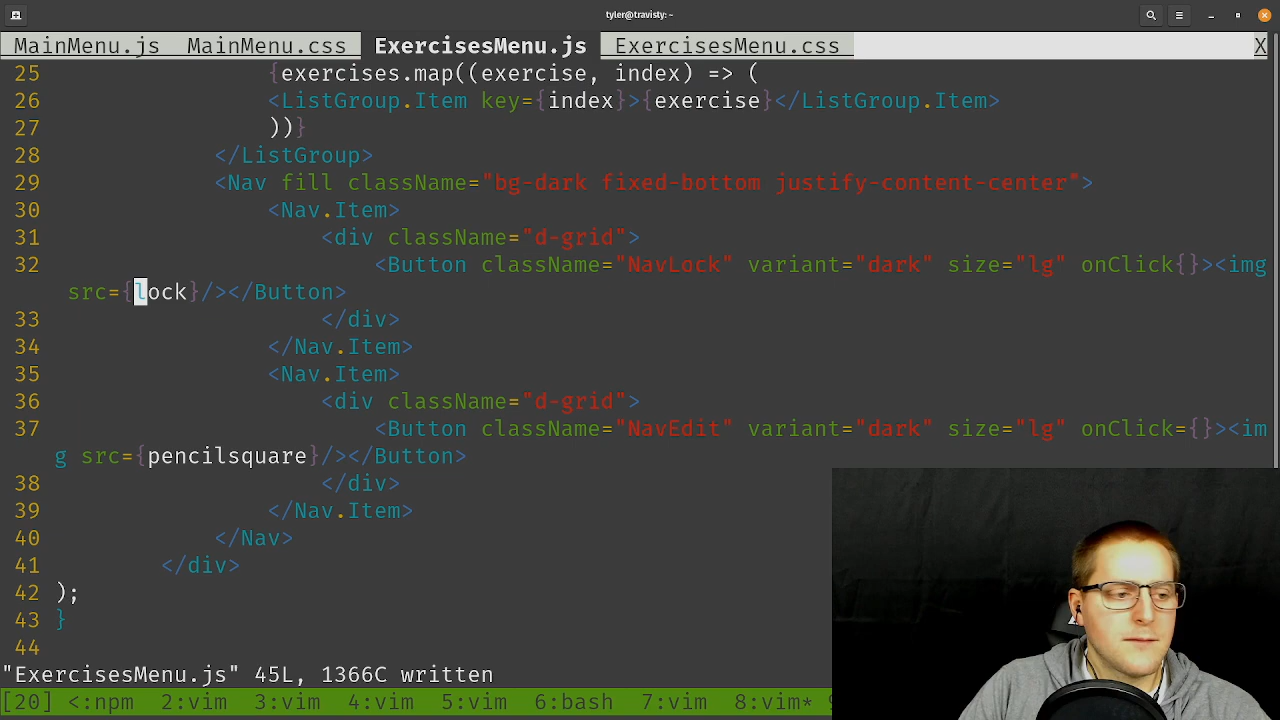 tyler@travisty: ~
MainMenu.js MainMenu.css ExercisesMenu.js ExercisesMenu.css X
25 {exercises.map((exercise, index) => (
26 <ListGroup.Item key={index}>{exercise}</ListGroup.Item>
27 ))}
28 </ListGroup>
29 <Nav fill className="bg-dark fixed-bottom justify-content-center">
30 <Nav.Item>
31 <div className="d-grid">
32 <Button className="NavLock" variant="dark" size="lg" onClick{}><img
src={lock}/></Button>
33 </div>
34 </Nav.Item>
35 <Nav.Item>
36 <div className="d-grid">
37 <Button className="NavEdit" variant="dark" size="lg" onClick={}><im
g src={pencilsquare}/></Button>
38 </div>
39 </Nav.Item>
40 </Nav>
41 </div>
42 );
43 }
44
"ExercisesMenu.js" 45L, 1366C written
[20] <:npm 2:vim 3:vim 4:vim 5:vim 6:bash 7:vim 8:vim*